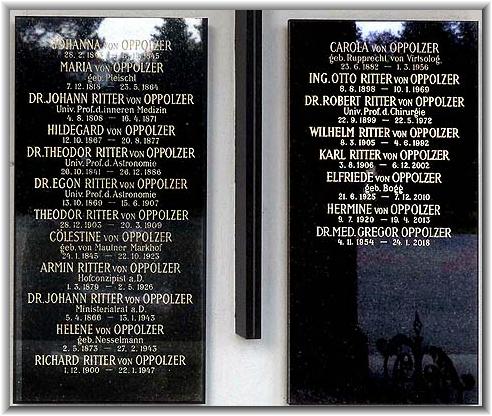 JOHANNA VON OPPOLZER
28. 2. 1845
MARIA VON OPPOLZER
geb. Pleischl
7. 12. 1818 — 23. 5. 1864
DR. JOHANN RITTER VON OPPOLZER
Univ. Prof. d. inneren Medizin
4. 8. 1808 — 16. 4. 1871
HILDEGARD VON OPPOLZER
12. 10. 1867 — 20. 8. 1877
DR. THEODOR RITTER VON OPPOLZER
Univ. Prof. d. Astronomie
26. 10. 1841 — 26. 12. 1886
DR. EGON RITTER VON OPPOLZER
Univ. Prof. d. Astronomie
13. 10. 1869 — 15. 6. 1907
THEODOR RITTER VON OPPOLZER
28. 12. 1903 — 20. 3. 1909
CÖLESTINE VON OPPOLZER
geb. von Mautner Markhof
24. 1. 1845 — 22. 10. 1923
ARMIN RITTER VON OPPOLZER
Hofconzipist a. D.
1. 3. 1879 — 2. 5. 1926
DR. JOHANN RITTER VON OPPOLZER
Ministerialrat a. D.
5. 4. 1866 — 13. 1. 1943
HELENE VON OPPOLZER
geb. Nesselmann
2. 5. 1873 — 27. 2. 1943
RICHARD RITTER VON OPPOLZER
1. 12. 1900 — 22. 1. 1947
CAROLA VON OPPOLZER
geb. Rupprecht von Virtsolog
23. 6. 1882 — 1. 3. 1956
ING. OTTO RITTER VON OPPOLZER
8. 8. 1898 — 10. 1. 1969
DR. ROBERT RITTER VON OPPOLZER
Univ. Prof. d. Chirurgie
22. 9. 1899 — 22. 5. 1972
WILHELM RITTER VON OPPOLZER
8. 3. 1905 — 4. 6. 1992
KARL RITTER VON OPPOLZER
3. 8. 1906 — 6. 12. 2002
ELFRIEDE VON OPPOLZER
geb. Bogg
21. 6. 1925 — 7. 12. 2010
HERMINE VON OPPOLZER
9. 7. 1920 — 19. 4. 2013
DR. MED. GREGOR OPPOLZER
4. 11. 1954 — 24. 1. 2018